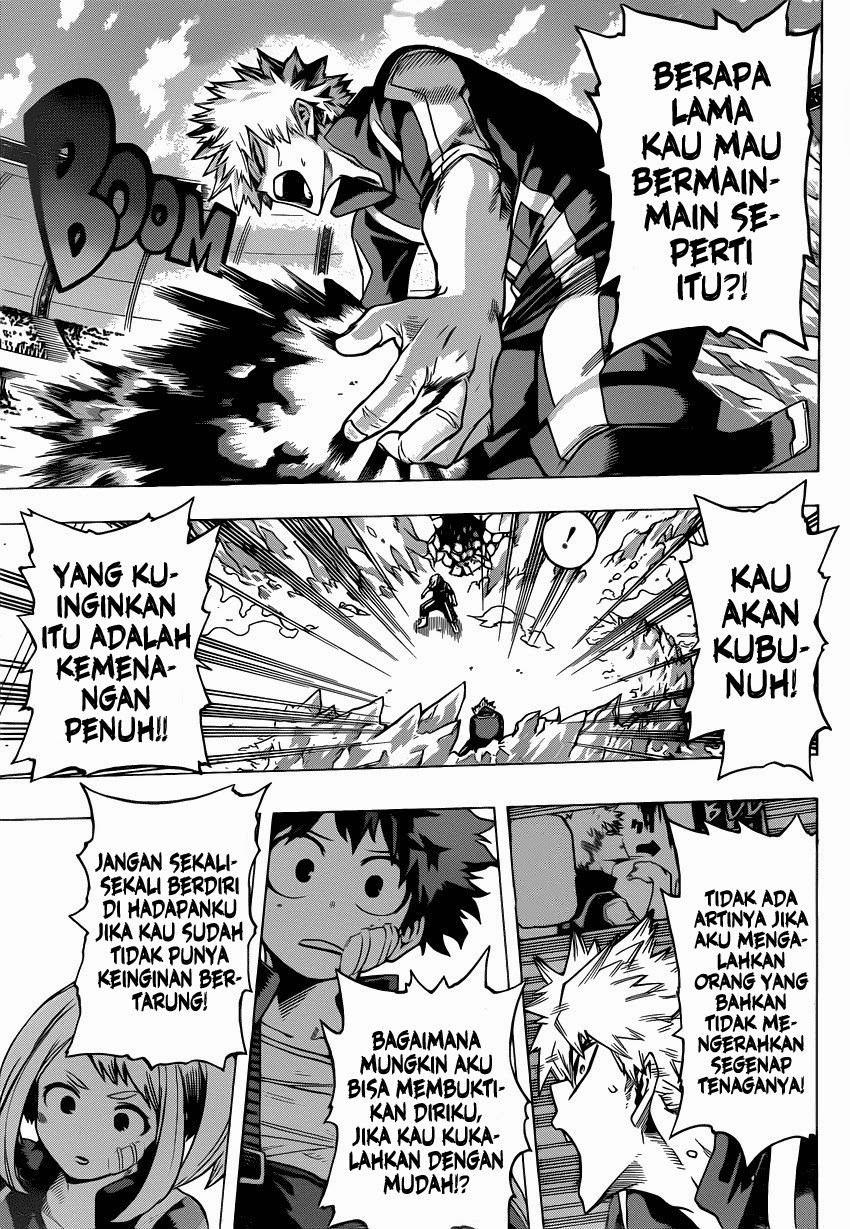 BERAPA
LAMA
KAU MAU
BERMAIN-
MAIN SE-
PERTI
ITU?!
BOOM
KAU
AKAN
KUBU-
NUH!
!
YANG KU-
INGINKAN
ITU ADALAH
KEMENA-
NGAN
PENUH!!
TIDAK ADA
ARTINYA JIKA
AKU MENGA-
LAHKAN
ORANG YANG
BAHKAN
TIDAK ME-
NGERAHKAN
SEGENAP
TENAGANYA!
BAGAIMANA
MUNGKIN AKU
BISA MEMBUKTI-
KAN DIRIKU,
JIKA KAU KUKA-
LAHKAN DENGAN
MUDAH!?
JANGAN SEKALI-
SEKALI BERDIRI
DI HADAPANKU
JIKA KAU SUDAH
TIDAK PUNYA
KEINGINAN BER-
TARUNG!